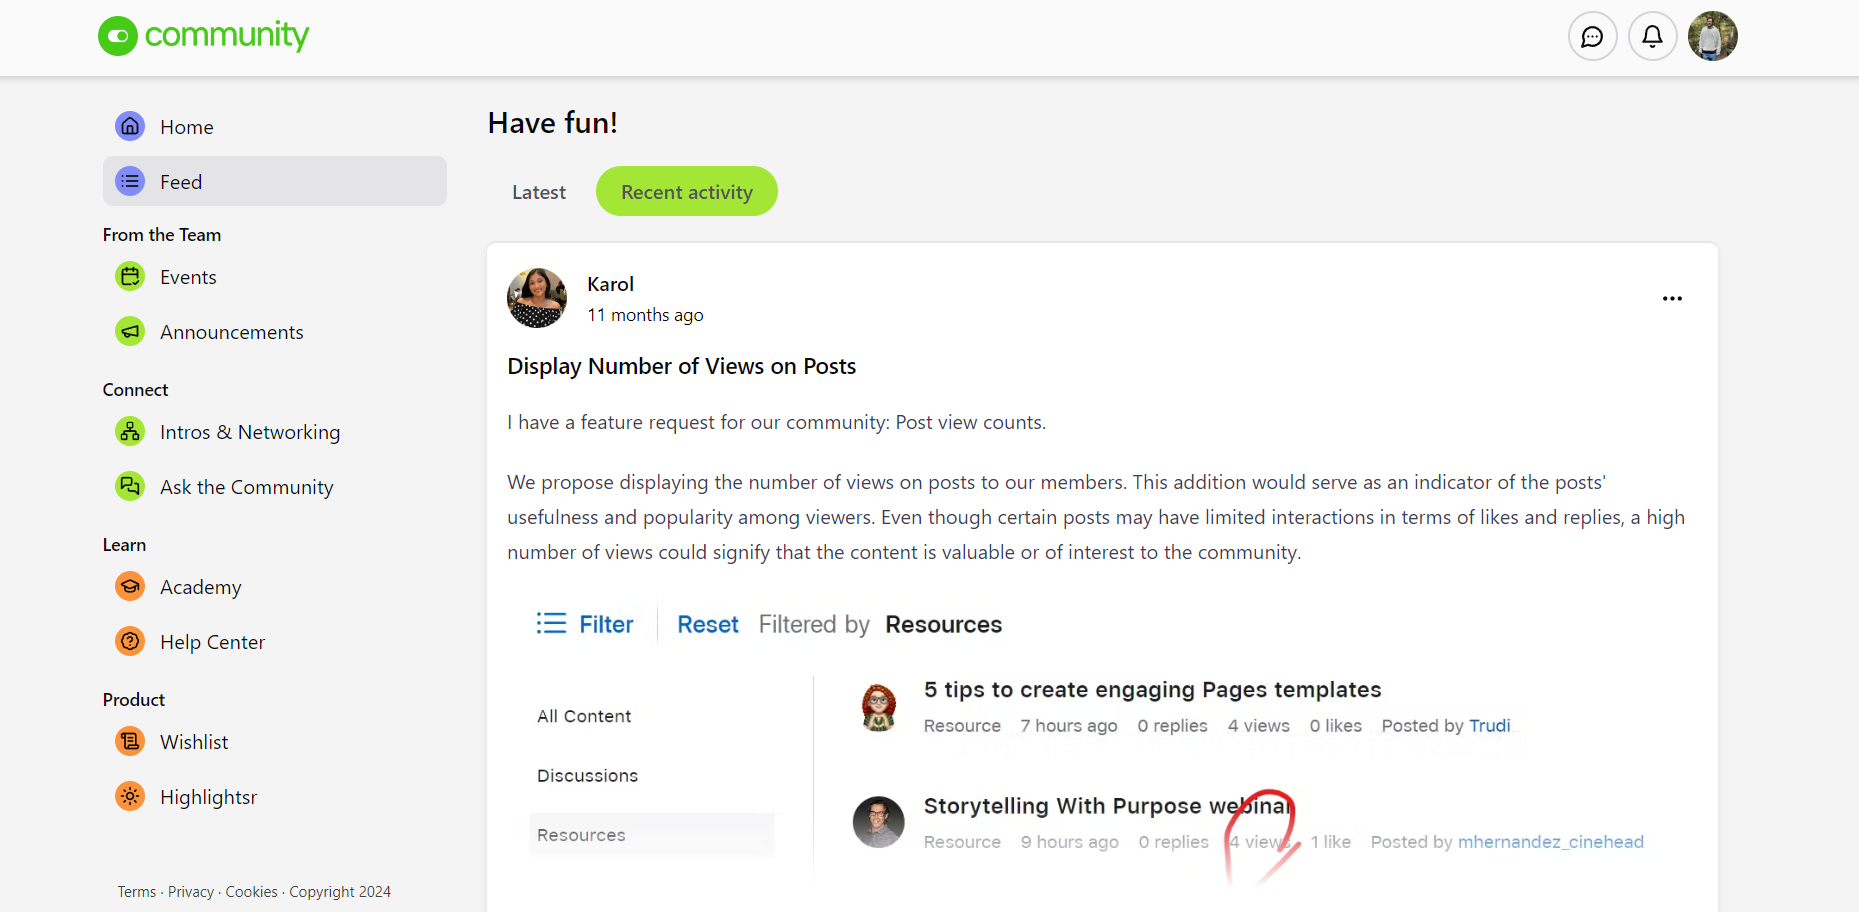 community
Home
Feed
From the Team
Events
Announcements
Connect
Intros & Networking
Ask the Community
Learn
Academy
Help Center
Product
Wishlist
Highlightsr
Terms · Privacy · Cookies · Copyright 2024
Have fun!
Latest
Recent activity
Karol
11 months ago
Display Number of Views on Posts
I have a feature request for our community: Post view counts.
We propose displaying the number of views on posts to our members. This addition would serve as an indicator of the posts'
usefulness and popularity among viewers. Even though certain posts may have limited interactions in terms of likes and replies, a high
number of views could signify that the content is valuable or of interest to the community.
Filter Reset Filtered by Resources
All Content
Discussions
Resources
5 tips to create engaging Pages templates
Resource 7 hours ago 0 replies 4 views 0 likes Posted by Trudi
Storytelling With Purpose webinar
Resource 9 hours ago 0 replies 4 views 1 like Posted by mhernandez_cinehead